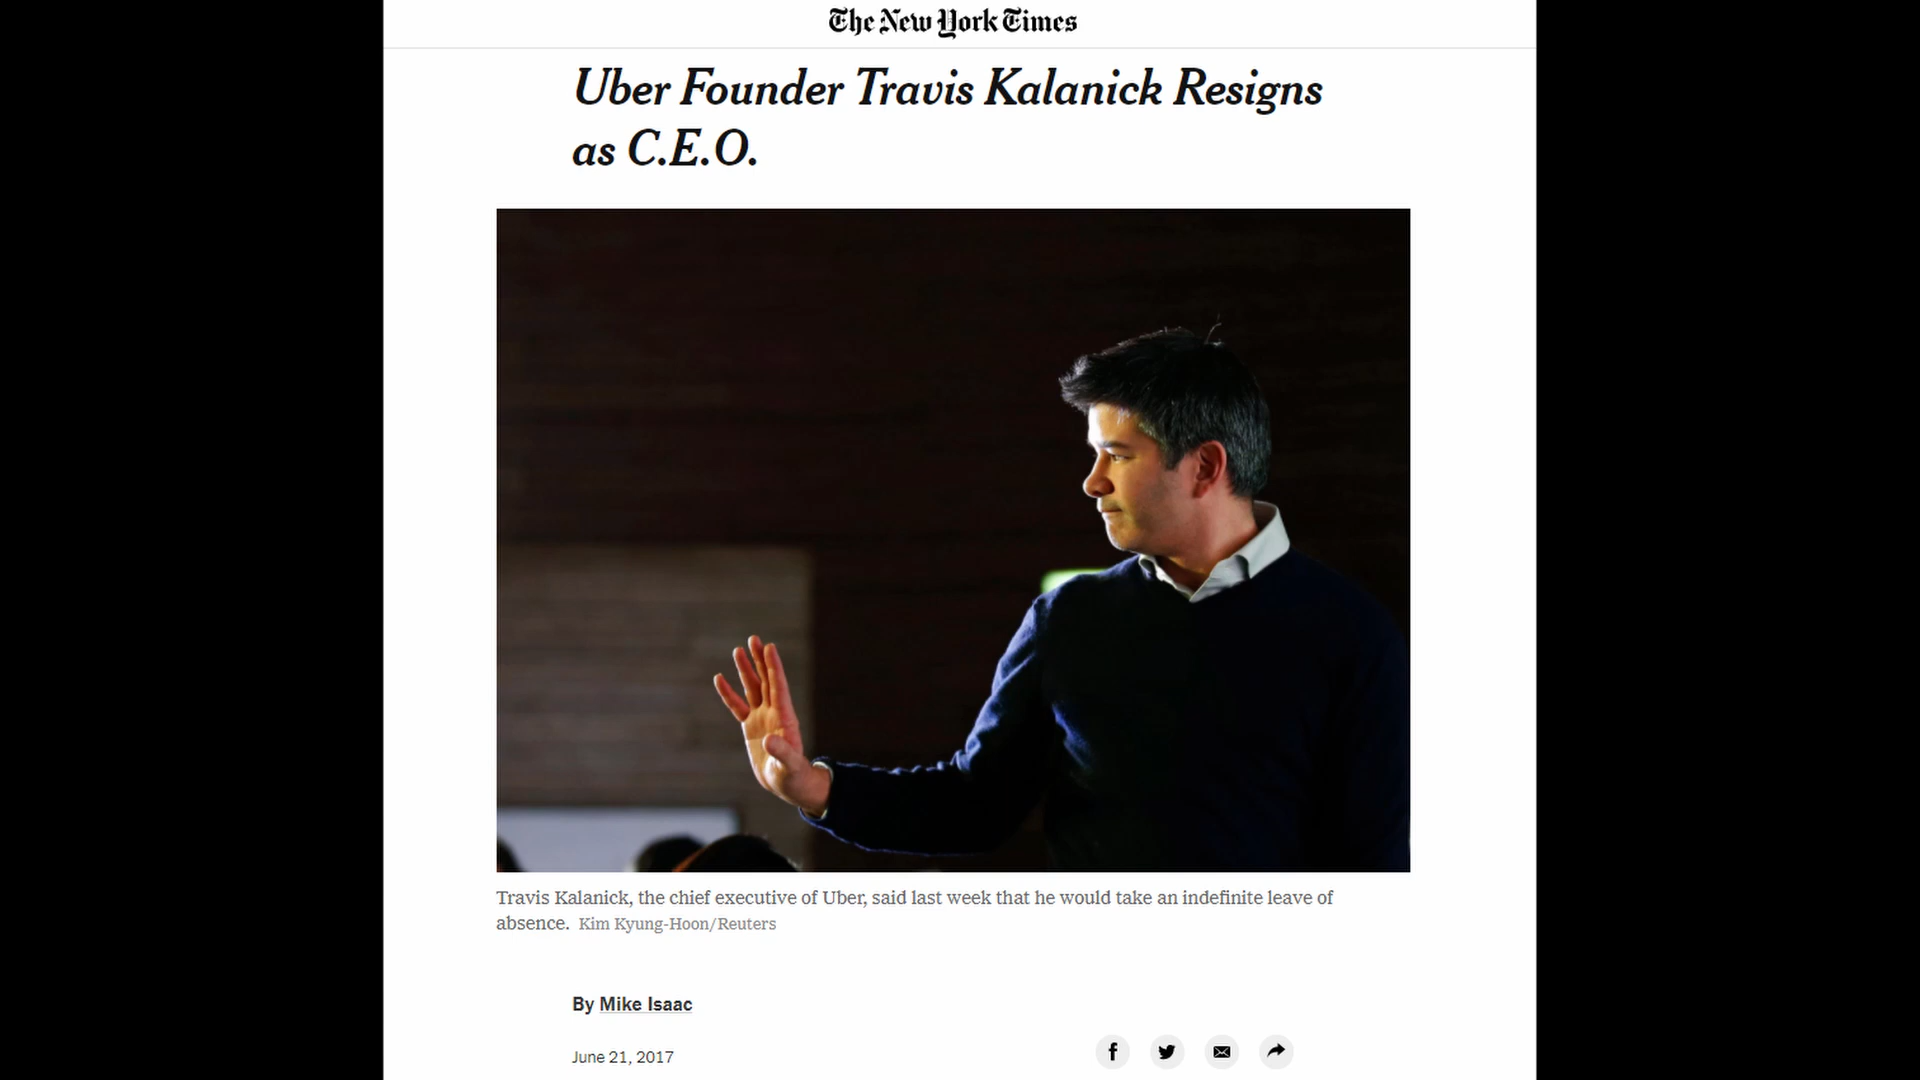 The New York Times
Uber Founder Travis Kalanick Resigns
as C.E.O.
Travis Kalanick, the chief executive of Uber, said last week that he would take an indefinite leave of
absence. Kim Kyung-Hoon/Reuters
By Mike Isaac
June 21, 2017